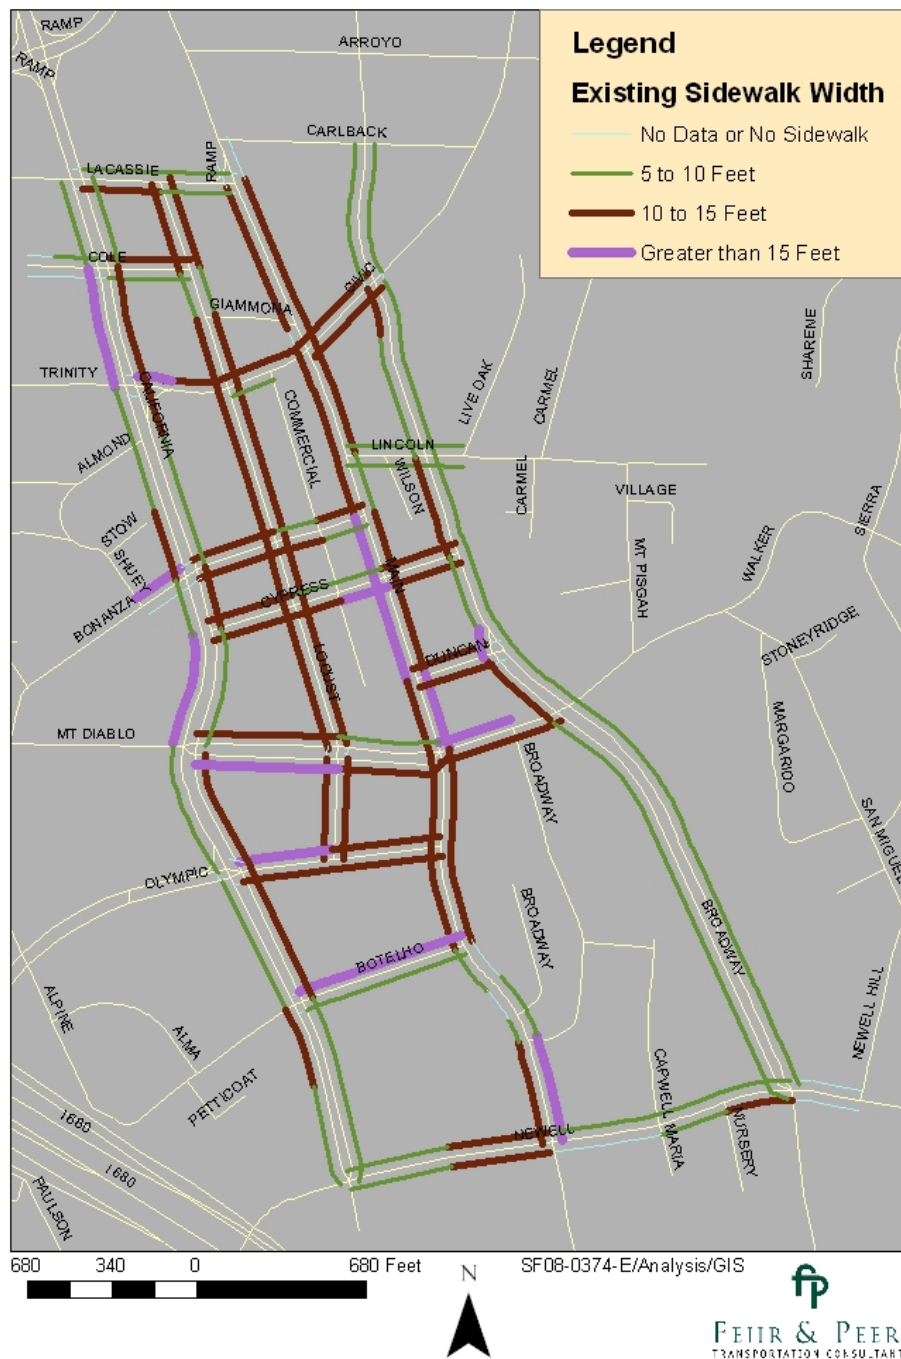 RAMP
ARROYO
Legend
RAMP
Existing Sidewalk Width
CARLBACK
No Data or No Sidewalk
RAMP
LACASSIE
5 to 10 Feet
10 to 15 Feet
COLE
Greater than 15 Feet
CIVIC
GIAMMONA
SHARENE
TRINITY
CALIFORNIA
LIVE OAK
CARMEL
COMMERCIAL
ALMOND
LINCOLN
WILSON
CARMEL
VILLAGE
SIERRA
STOW
SHUEY
WALKER
MT PISGAH
MAIN
CYPRESS
BONANZA
STONEYRIDGE
DUNCAN
LOCUST
MT DIABLO
MARGARIDO
BROADWAY
SAN MIGUEL
OLYMPIC
BROADWAY
BROADWAY
BOTELHO
ALPINE
NEWELL HILL
ALMA
PETTICOAT
CAPWELL MARIA
NURSERY
NEWELL
I680
I680
PAULSON
680 340 0 680 Feet
N
SF08-0374-E/Analysis/GIS
fp
FEHR & PEER
TRANSPORTATION CONSULTANT